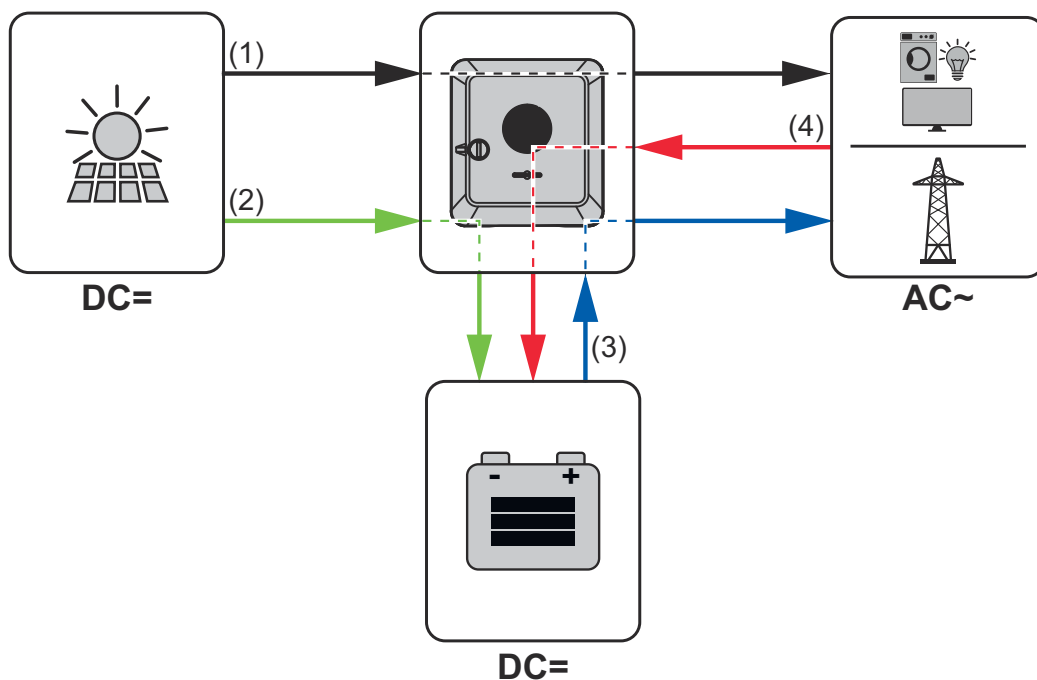 (1)
(4)
(2)
DC=
AC~
(3)
- +
DC=